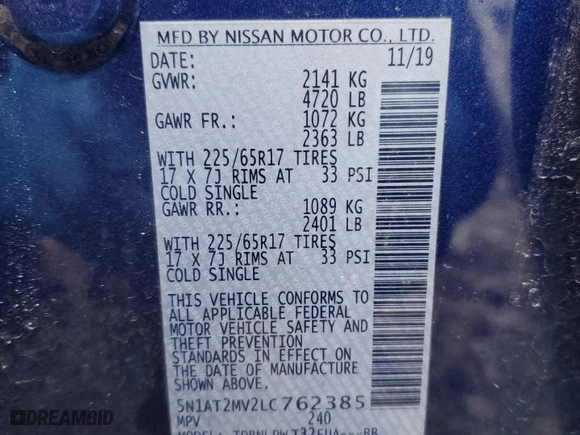 MFD BY NISSAN MOTOR CO., LTD.
DATE: 11/19
GVWR: 2141 KG
4720 LB
GAWR FR.: 1072 KG
2363 LB
WITH 225/65R17 TIRES
17 X 7J RIMS AT 33 PSI
COLD SINGLE
GAWR RR.: 1089 KG
2401 LB
WITH 225/65R17 TIRES
17 X 7J RIMS AT 33 PSI
COLD SINGLE
THIS VEHICLE CONFORMS TO
ALL APPLICABLE FEDERAL
MOTOR VEHICLE SAFETY AND
THEFT PREVENTION
STANDARDS IN EFFECT ON
THE DATE OF MANUFACTURE
SHOWN ABOVE.
5N1AT2MV2LC762385
MPV 240
DREAMBID